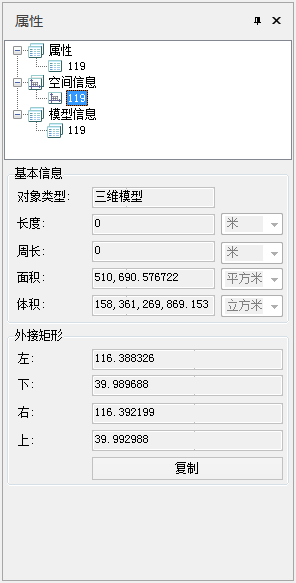 属性
属性
119
空间信息
119
模型信息
119
基本信息
对象类型: 三维模型
长度: 0 米
周长: 0 米
面积: 510,690.576722 平方米
体积: 158,361,269,869.153 立方米
外接矩形
左: 116.388326
下: 39.989688
右: 116.392199
上: 39.992988
复制